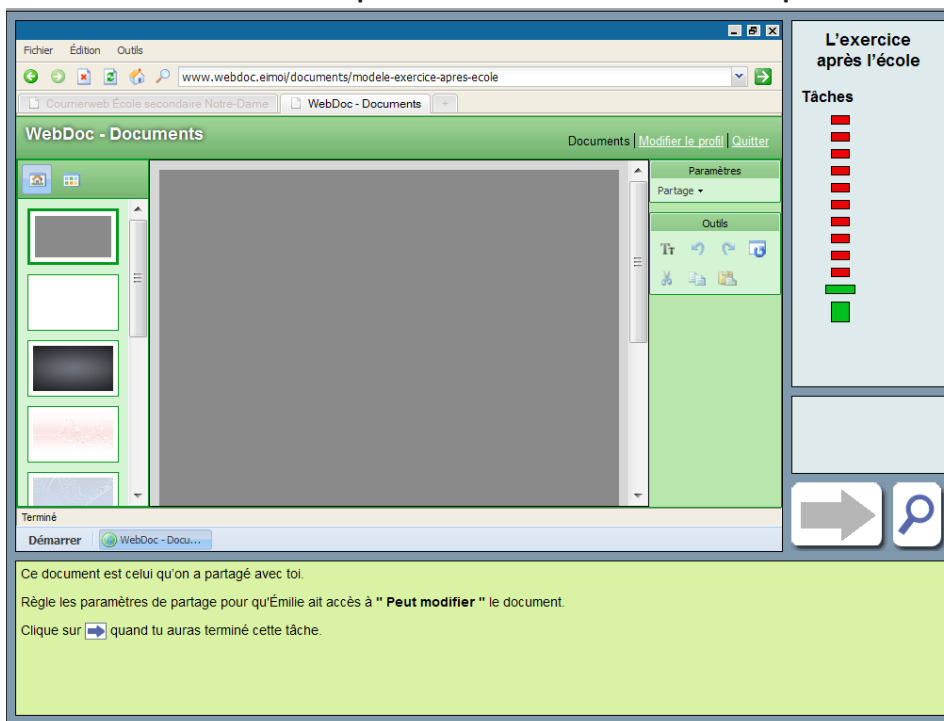 Fichier Édition Outils
www.webdoc.eimoi/documents/modele-exercice-apres-ecole
Courrierweb École secondaire Notre-Dame
WebDoc - Documents
+
WebDoc - Documents
Documents | Modifier le profil | Quitter
Paramètres
Partage
Outils
Tт
Terminé
Démarrer
WebDoc - Docu...
L'exercice
après l'école
Tâches
Ce document est celui qu'on a partagé avec toi.
Règle les paramètres de partage pour qu'Émilie ait accès à " Peut modifier " le document.
Clique sur quand tu auras terminé cette tâche.